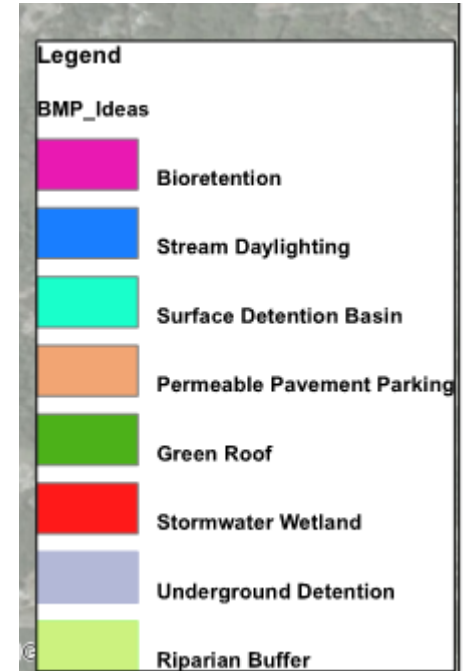 Legend
BMP_Ideas
Bioretention
Stream Daylighting
Surface Detention Basin
Permeable Pavement Parking
Green Roof
Stormwater Wetland
Underground Detention
Riparian Buffer